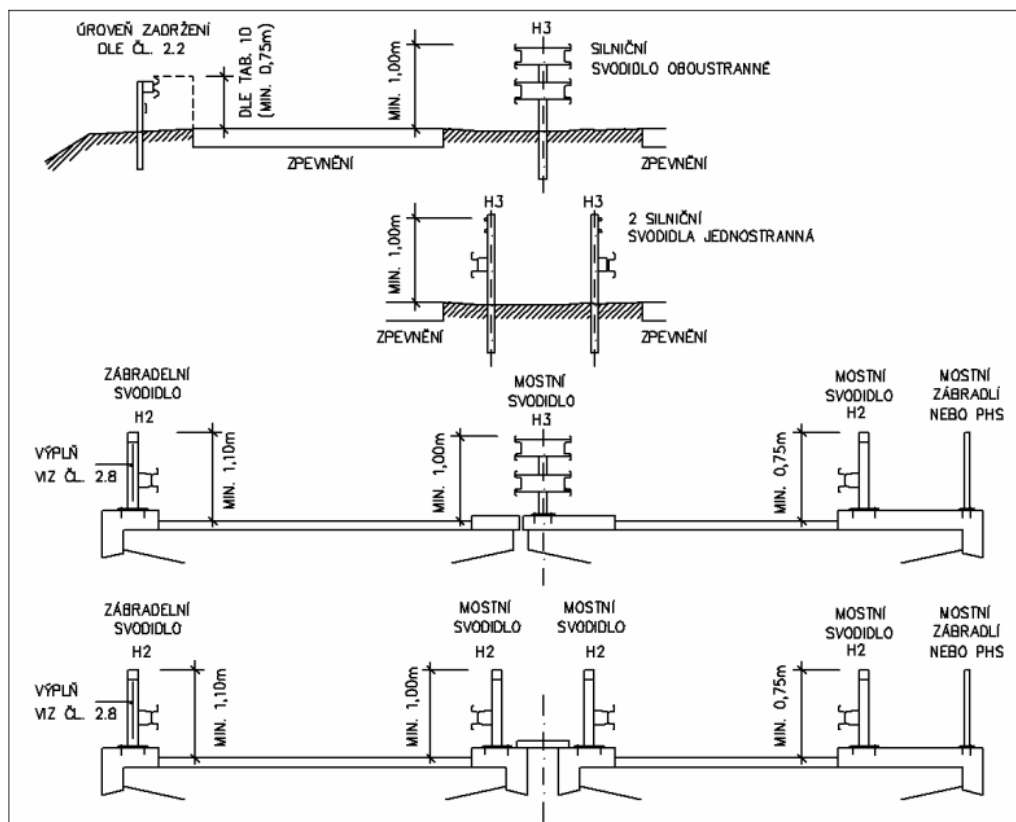 ÚROVEŇ ZADRŽENÍ
DLE ČL. 2.2
DLE TAB. 10
(MIN. 0,75m)
MIN. 1,00m
H3
SILNIČNÍ
SVODIDLO OBOUSTRANNÉ
ZPEVNĚNÍ
ZPEVNĚNÍ
H3
H3
MIN. 1,00m
2 SILNIČNÍ
SVODIDLA JEDNOSTRANNÁ
ZPEVNĚNÍ
ZPEVNĚNÍ
ZÁBRADELNÍ
SVODIDLO
H2
VÝPLŇ
VIZ ČL. 2.8
MIN. 1,10m
MOSTNÍ
SVODIDLO
H3
MIN. 1,00m
MOSTNÍ
SVODIDLO
H2
MIN. 0,75m
MOSTNÍ
ZÁBRADLÍ
NEBO PHS
ZÁBRADELNÍ
SVODIDLO
H2
VÝPLŇ
VIZ ČL. 2.8
MIN. 1,10m
MOSTNÍ
SVODIDLO
H2
MIN. 1,00m
MOSTNÍ
SVODIDLO
H2
MOSTNÍ
SVODIDLO
H2
MIN. 0,75m
MOSTNÍ
ZÁBRADLÍ
NEBO PHS